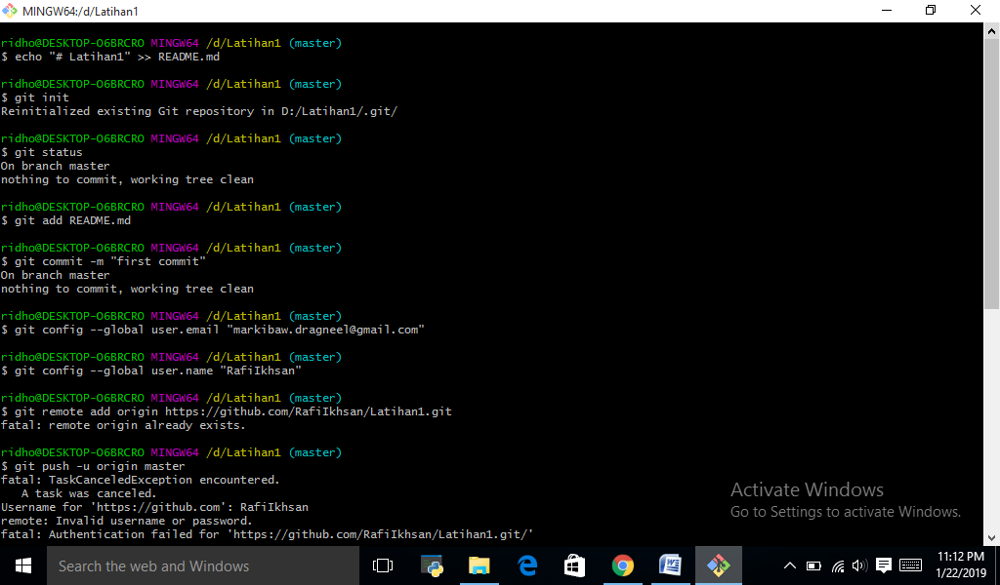 MINGW64:/d/Latihan1
ridho@DESKTOP-O6BRCRO MINGW64 /d/Latihan1 (master)
$ echo "# Latihan1" >> README.md
ridho@DESKTOP-O6BRCRO MINGW64 /d/Latihan1 (master)
$ git init
Reinitialized existing Git repository in D:/Latihan1/.git/
ridho@DESKTOP-O6BRCRO MINGW64 /d/Latihan1 (master)
$ git status
On branch master
nothing to commit, working tree clean
ridho@DESKTOP-O6BRCRO MINGW64 /d/Latihan1 (master)
$ git add README.md
ridho@DESKTOP-O6BRCRO MINGW64 /d/Latihan1 (master)
$ git commit -m "first commit"
On branch master
nothing to commit, working tree clean
ridho@DESKTOP-O6BRCRO MINGW64 /d/Latihan1 (master)
$ git config --global user.email "markibaw.dragneel@gmail.com"
ridho@DESKTOP-O6BRCRO MINGW64 /d/Latihan1 (master)
$ git config --global user.name "RafiIkhsan"
ridho@DESKTOP-O6BRCRO MINGW64 /d/Latihan1 (master)
$ git remote add origin https://github.com/RafiIkhsan/Latihan1.git
fatal: remote origin already exists.
ridho@DESKTOP-O6BRCRO MINGW64 /d/Latihan1 (master)
$ git push -u origin master
fatal: TaskCanceledException encountered.
   A task was canceled.
Username for 'https://github.com': RafiIkhsan
remote: Invalid username or password.
fatal: Authentication failed for 'https://github.com/RafiIkhsan/Latihan1.git/'
Activate Windows
Go to Settings to activate Windows.
Search the web and Windows
11:12 PM
1/22/2019